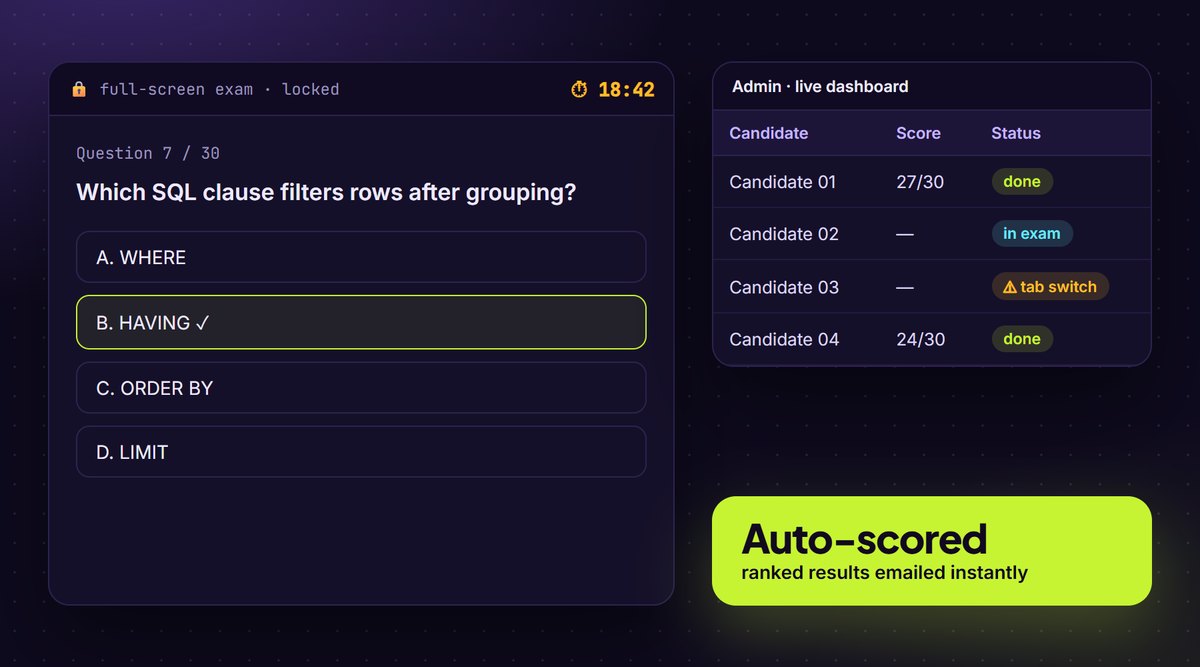 🔒 full-screen exam · locked
⏱ 18:42
Question 7 / 30
Which SQL clause filters rows after grouping?
A. WHERE
B. HAVING ✓
C. ORDER BY
D. LIMIT
Admin · live dashboard
Candidate Score Status
Candidate 01 27/30 done
Candidate 02 — in exam
Candidate 03 — ⚠ tab switch
Candidate 04 24/30 done
Auto-scored
ranked results emailed instantly